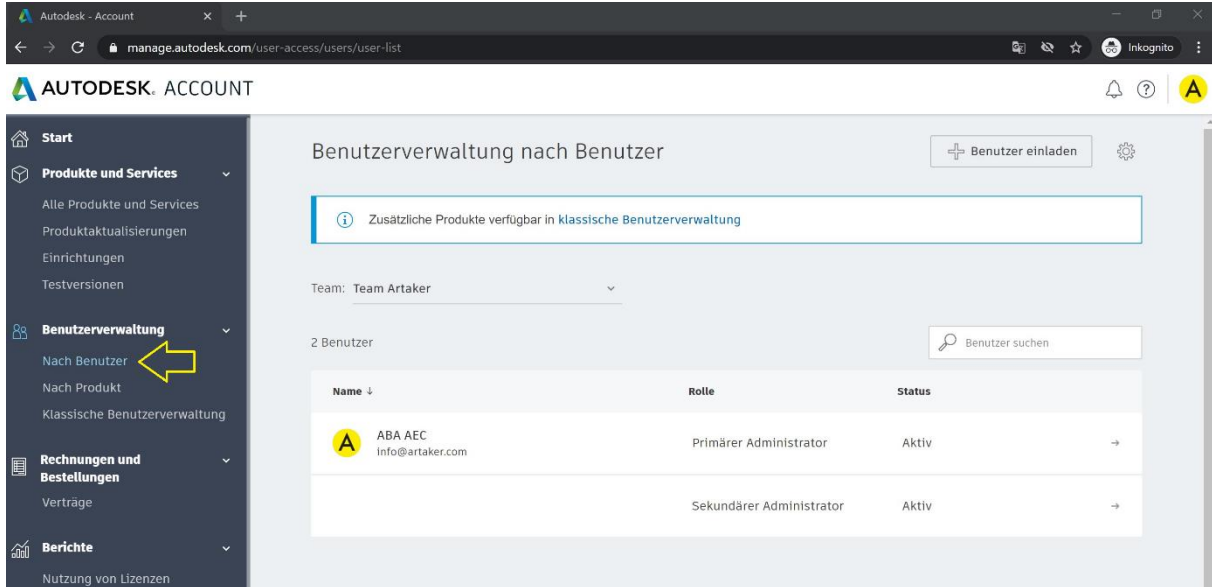 Autodesk - Account
manage.autodesk.com/user-access/users/user-list
Inkognito
AUTODESK® ACCOUNT
A
Start
Produkte und Services
Alle Produkte und Services
Produktaktualisierungen
Einrichtungen
Testversionen
Benutzerverwaltung
Nach Benutzer
Nach Produkt
Klassische Benutzerverwaltung
Rechnungen und
Bestellungen
Verträge
Berichte
Nutzung von Lizenzen
Benutzerverwaltung nach Benutzer
Benutzer einladen
Zusätzliche Produkte verfügbar in klassische Benutzerverwaltung
Team: Team Artaker
2 Benutzer
Benutzer suchen
Name ↓ Rolle Status
A
ABA AEC
info@artaker.com
Primärer Administrator Aktiv →
Sekundärer Administrator Aktiv →